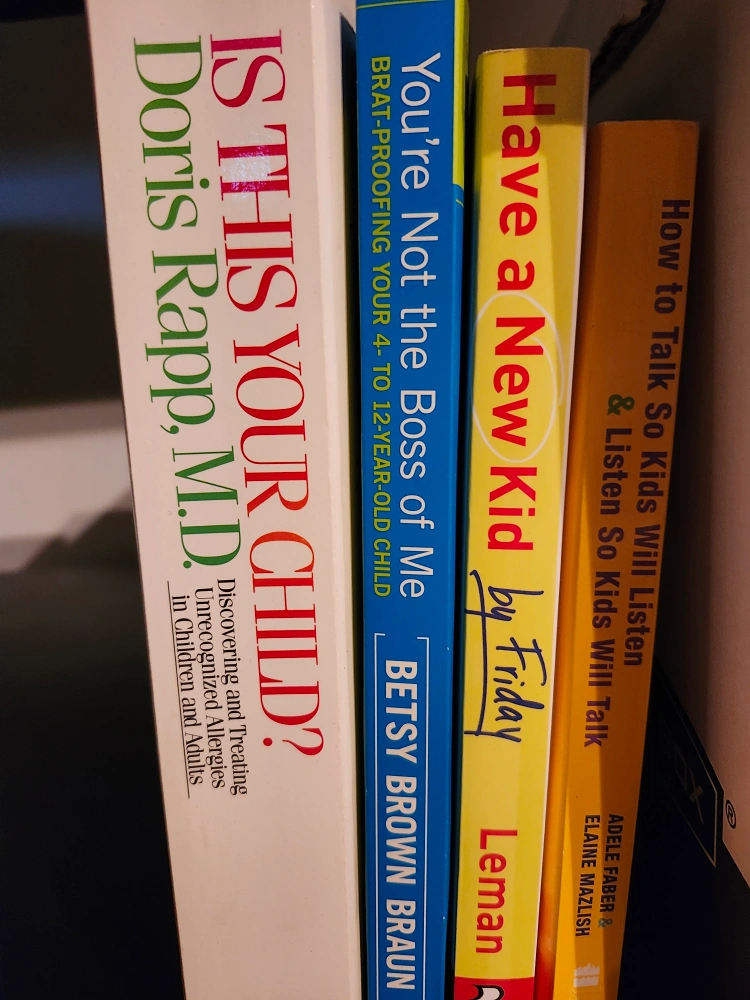 IS THIS YOUR CHILD?
Doris Rapp, M.D.
Discovering and Treating
Unrecognized Allergies
in Children and Adults
You're Not the Boss of Me
BRAT-PROOFING YOUR 4- TO 12-YEAR-OLD CHILD
BETSY BROWN BRAUN
Have a New Kid
by Friday
Leman
How to Talk So Kids Will Listen
& Listen So Kids Will Talk
ADELE FABER &
ELAINE MAZLISH
®